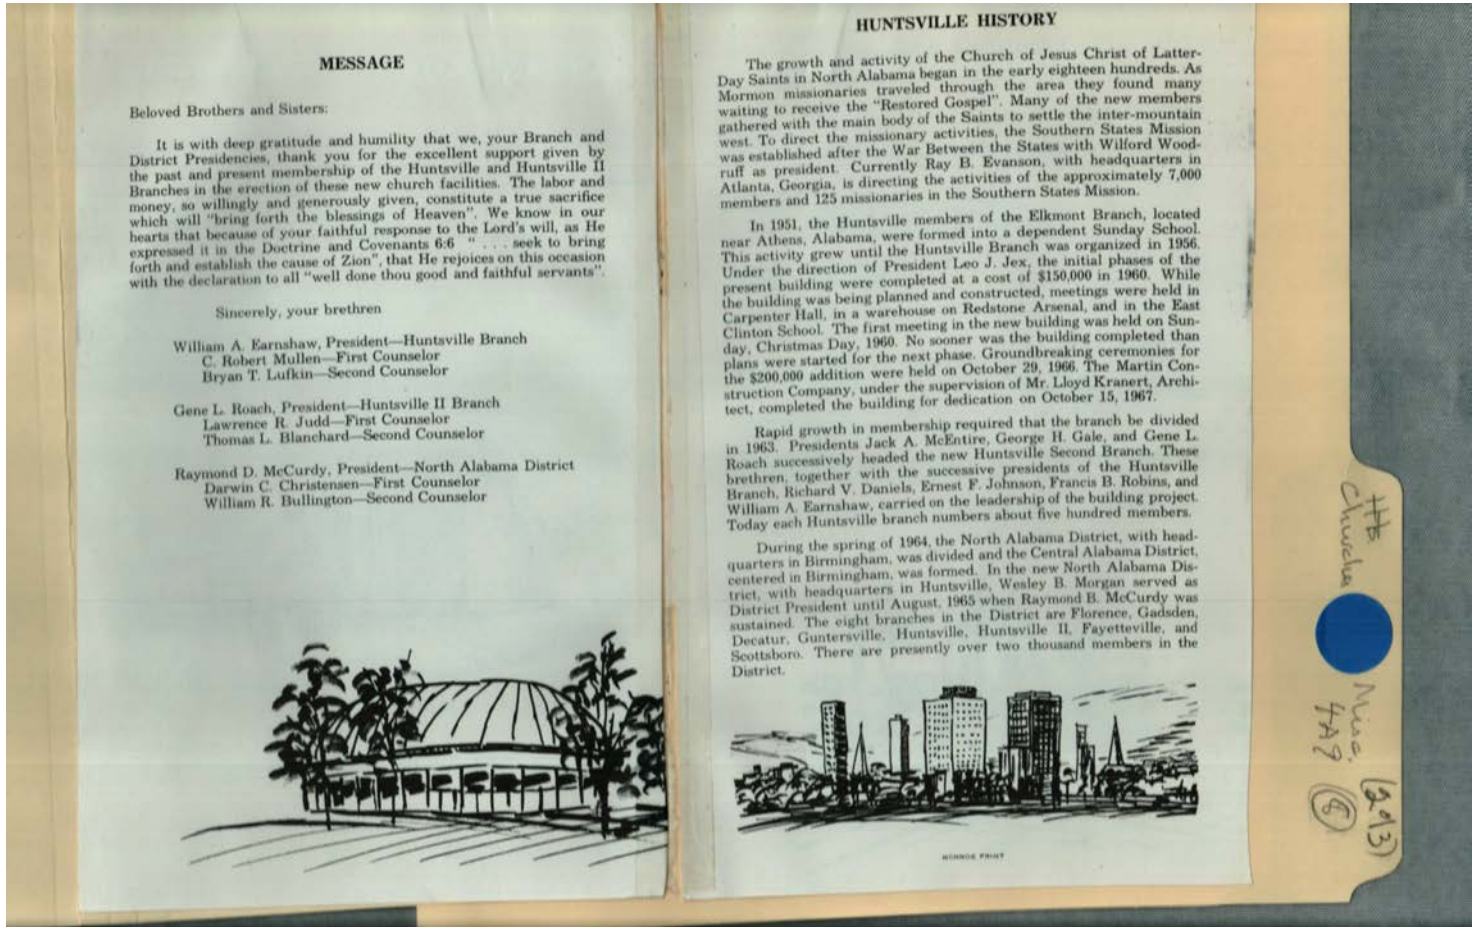 MESSAGE
Beloved Brothers and Sisters:
It is with deep gratitude and humility that we, your Branch and
District Presidencies, thank you for the excellent support given by
the past and present membership of the Huntsville and Huntsville II
Branches in the erection of these new church facilities. The labor and
money, so willingly and generously given, constitute a true sacrifice
which will "bring forth the blessings of Heaven". We know in our
hearts that because of your faithful response to the Lord's will, as He
expressed it in the Doctrine and Covenants 6:6 " . . . seek to bring
forth and establish the cause of Zion", that He rejoices on this occasion
with the declaration to all "well done thou good and faithful servants".
Sincerely, your brethren
William A. Earnshaw, President—Huntsville Branch
C. Robert Mullen—First Counselor
Bryan T. Lufkin—Second Counselor
Gene L. Roach, President—Huntsville II Branch
Lawrence R. Judd—First Counselor
Thomas L. Blanchard—Second Counselor
Raymond D. McCurdy, President—North Alabama District
Darwin C. Christensen—First Counselor
William R. Bullington—Second Counselor
HUNTSVILLE HISTORY
The growth and activity of the Church of Jesus Christ of Latter-
Day Saints in North Alabama began in the early eighteen hundreds. As
Mormon missionaries traveled through the area they found many
waiting to receive the "Restored Gospel". Many of the new members
gathered with the main body of the Saints to settle the inter-mountain
west. To direct the missionary activities, the Southern States Mission
was established after the War Between the States with Wilford Wood-
ruff as president. Currently Ray B. Evanson, with headquarters in
Atlanta, Georgia, is directing the activities of the approximately 7,000
members and 125 missionaries in the Southern States Mission.
In 1951, the Huntsville members of the Elkmont Branch, located
near Athens, Alabama, were formed into a dependent Sunday School.
This activity grew until the Huntsville Branch was organized in 1956.
Under the direction of President Leo J. Jex, the initial phases of the
present building were completed at a cost of $150,000 in 1960. While
the building was being planned and constructed, meetings were held in
Carpenter Hall, in a warehouse on Redstone Arsenal, and in the East
Clinton School. The first meeting in the new building was held on Sun-
day, Christmas Day, 1960. No sooner was the building completed than
plans were started for the next phase. Groundbreaking ceremonies for
the $200,000 addition were held on October 29, 1966. The Martin Con-
struction Company, under the supervision of Mr. Lloyd Kranert, Archi-
tect, completed the building for dedication on October 15, 1967.
Rapid growth in membership required that the branch be divided
in 1963. Presidents Jack A. McEntire, George H. Gale, and Gene L.
Roach successively headed the new Huntsville Second Branch. These
brethren, together with the successive presidents of the Huntsville
Branch, Richard V. Daniels, Ernest F. Johnson, Francis B. Robins, and
William A. Earnshaw, carried on the leadership of the building project.
Today each Huntsville branch numbers about five hundred members.
During the spring of 1964, the North Alabama District, with head-
quarters in Birmingham, was divided and the Central Alabama District,
centered in Birmingham, was formed. In the new North Alabama Dis-
trict, with headquarters in Huntsville, Wesley B. Morgan served as
District President until August, 1965 when Raymond B. McCurdy was
sustained. The eight branches in the District are Florence, Gadsden,
Decatur, Guntersville, Huntsville, Huntsville II, Fayetteville, and
Scottsboro. There are presently over two thousand members in the
District.
MONROE PRINT
Churches
Misc.
(2 of 3)
8